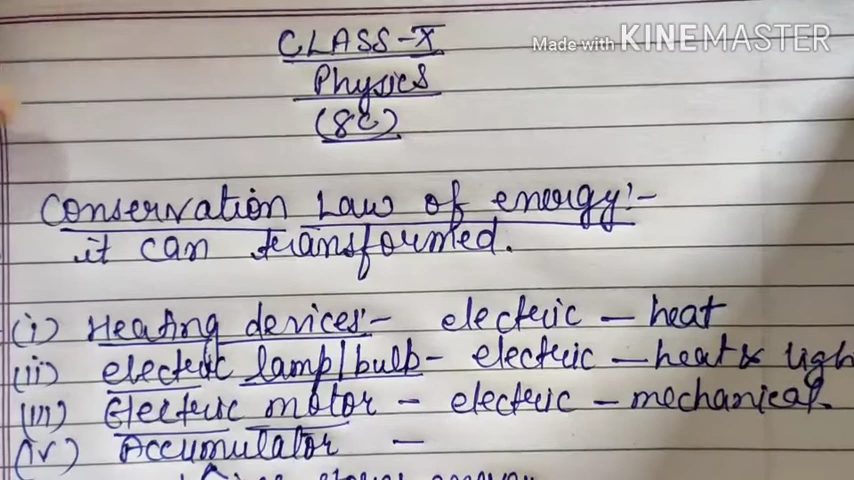 CLASS-X
Made with KINEMASTER
Physics
(8C)
Conservation Law of energy:-
it can transformed.
(i) Heating devices:- electric - heat
(ii) electric lamp/bulb- electric - heat & ligh
(iii) Electric motor - electric - mechanical.
(iv) Accumulator -